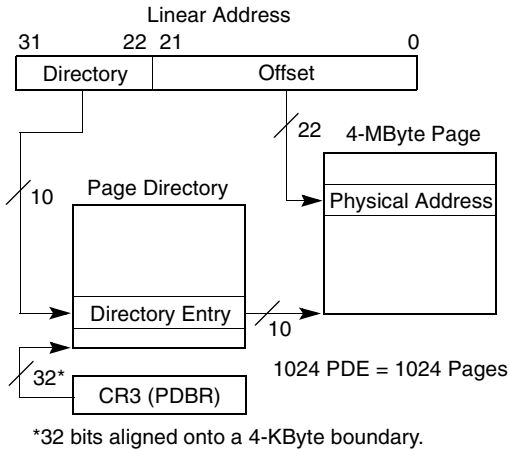 Linear Address
31 22 21 0
Directory Offset
22
4-MByte Page
10
Page Directory
Physical Address
Directory Entry
10
32*
1024 PDE = 1024 Pages
CR3 (PDBR)
*32 bits aligned onto a 4-KByte boundary.